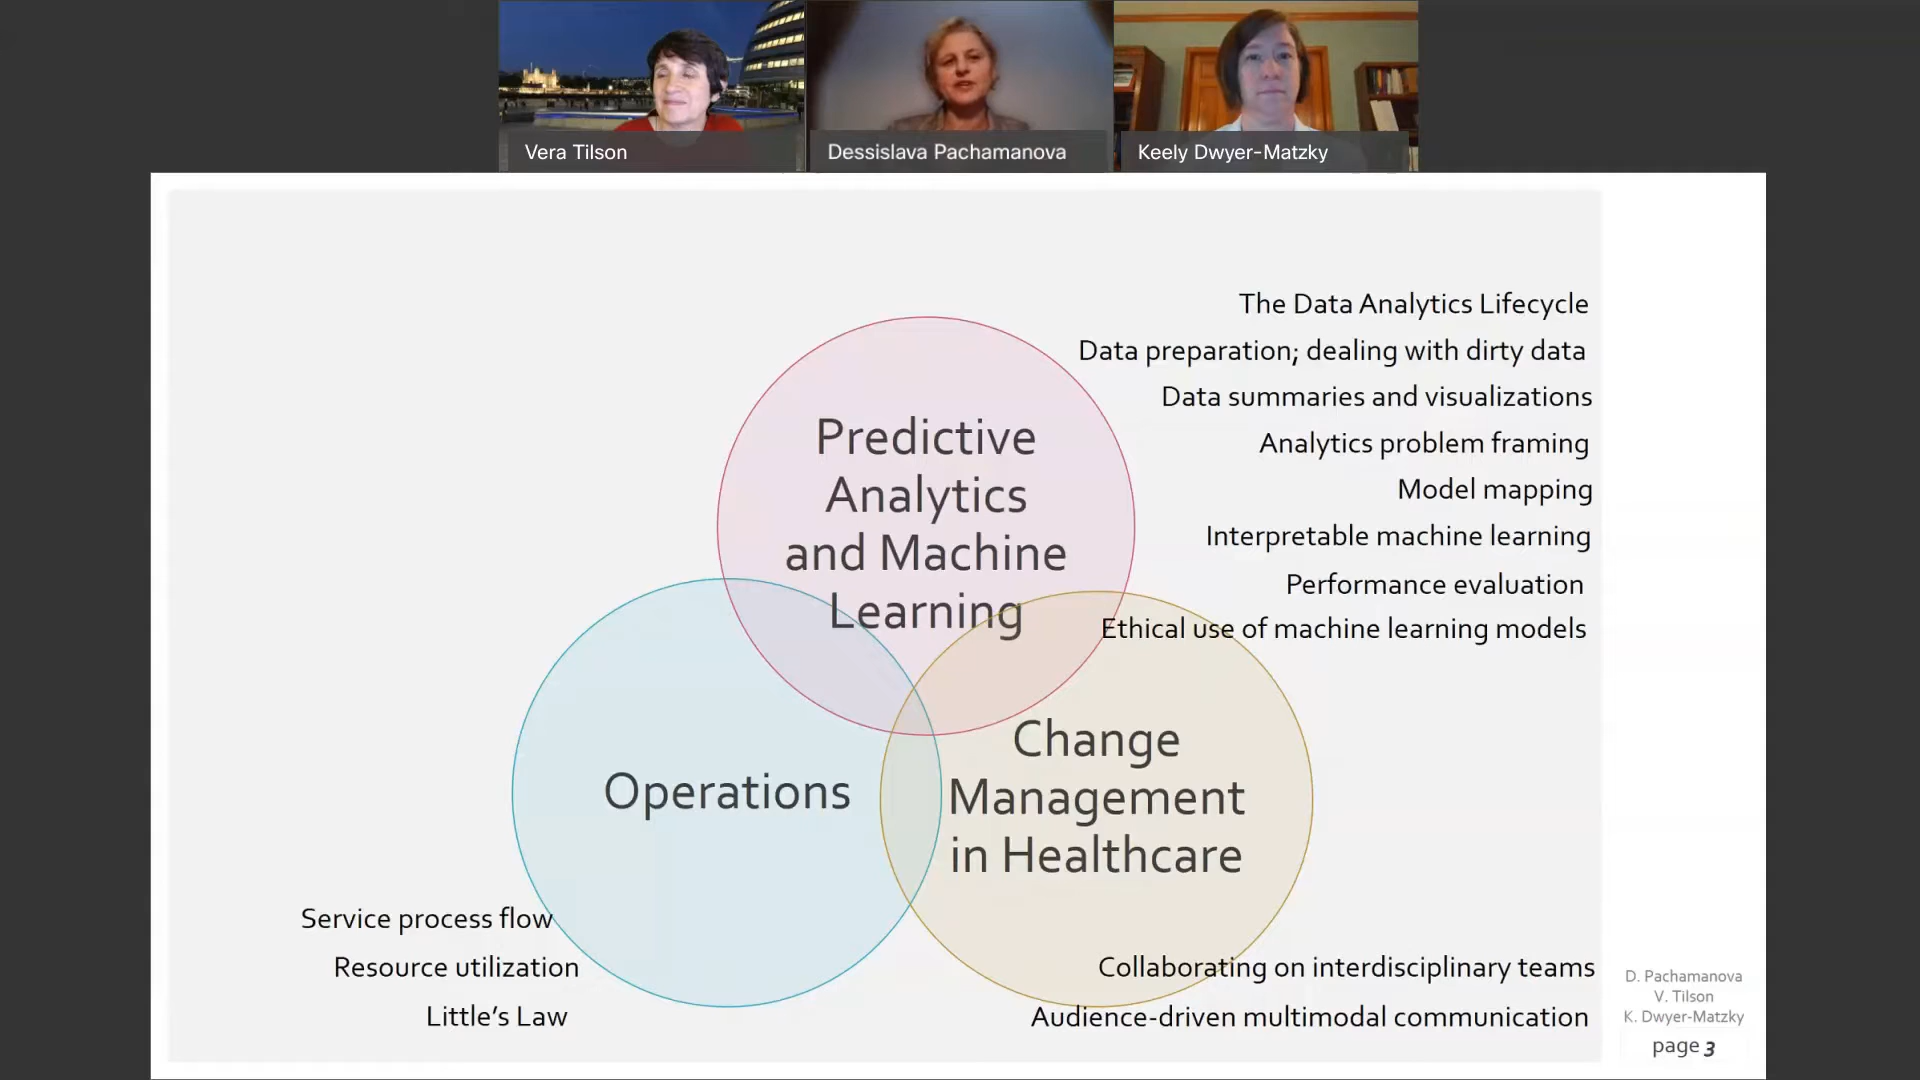 Vera Tilson
Dessislava Pachamanova
Keely Dwyer-Matzky
The Data Analytics Lifecycle
Data preparation; dealing with dirty data
Data summaries and visualizations
Analytics problem framing
Model mapping
Interpretable machine learning
Performance evaluation
Ethical use of machine learning models
Predictive
Analytics
and Machine
Learning
Operations
Change
Management
in Healthcare
Service process flow
Resource utilization
Little’s Law
Collaborating on interdisciplinary teams
Audience-driven multimodal communication
D. Pachamanova
V. Tilson
K. Dwyer-Matzky
page 3